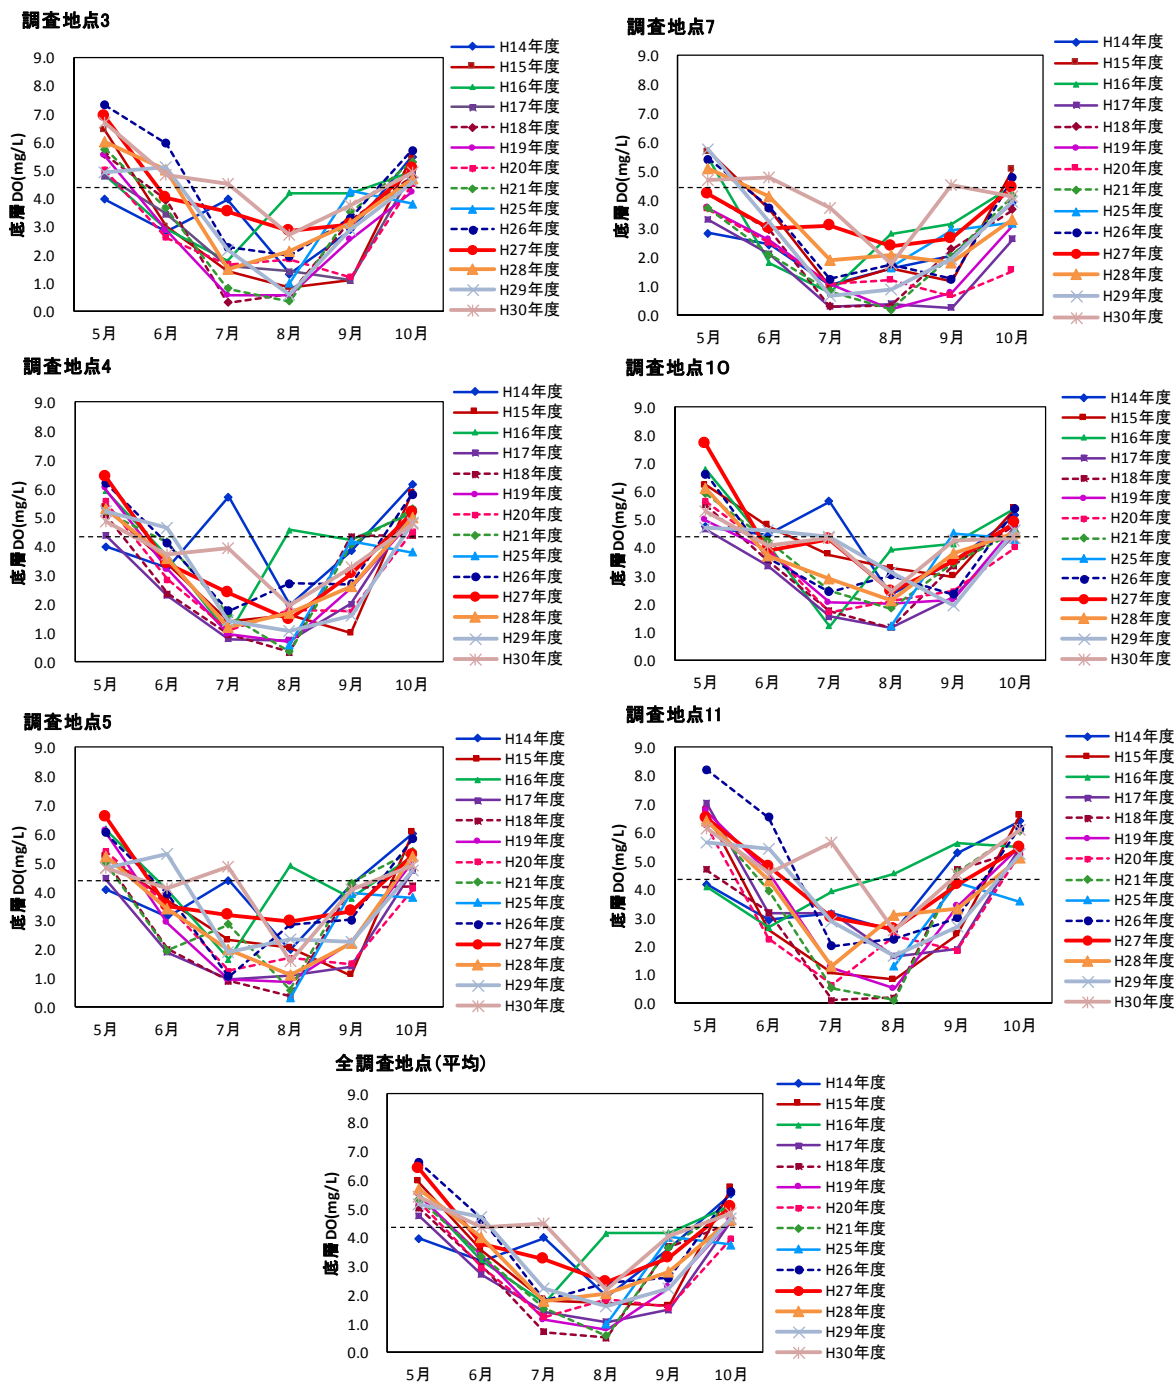 調査地点3
底層DO(mg/L)
9.0
8.0
7.0
6.0
5.0
4.0
3.0
2.0
1.0
0.0
5月 6月 7月 8月 9月 10月
H14年度
H15年度
H16年度
H17年度
H18年度
H19年度
H20年度
H21年度
H25年度
H26年度
H27年度
H28年度
H29年度
H30年度
調査地点7
底層DO(mg/L)
9.0
8.0
7.0
6.0
5.0
4.0
3.0
2.0
1.0
0.0
5月 6月 7月 8月 9月 10月
H14年度
H15年度
H16年度
H17年度
H18年度
H19年度
H20年度
H21年度
H25年度
H26年度
H27年度
H28年度
H29年度
H30年度
調査地点4
底層DO(mg/L)
9.0
8.0
7.0
6.0
5.0
4.0
3.0
2.0
1.0
0.0
5月 6月 7月 8月 9月 10月
H14年度
H15年度
H16年度
H17年度
H18年度
H19年度
H20年度
H21年度
H25年度
H26年度
H27年度
H28年度
H29年度
H30年度
調査地点10
底層DO(mg/L)
9.0
8.0
7.0
6.0
5.0
4.0
3.0
2.0
1.0
0.0
5月 6月 7月 8月 9月 10月
H14年度
H15年度
H16年度
H17年度
H18年度
H19年度
H20年度
H21年度
H25年度
H26年度
H27年度
H28年度
H29年度
H30年度
調査地点5
底層DO(mg/L)
9.0
8.0
7.0
6.0
5.0
4.0
3.0
2.0
1.0
0.0
5月 6月 7月 8月 9月 10月
H14年度
H15年度
H16年度
H17年度
H18年度
H19年度
H20年度
H21年度
H25年度
H26年度
H27年度
H28年度
H29年度
H30年度
調査地点11
底層DO(mg/L)
9.0
8.0
7.0
6.0
5.0
4.0
3.0
2.0
1.0
0.0
5月 6月 7月 8月 9月 10月
H14年度
H15年度
H16年度
H17年度
H18年度
H19年度
H20年度
H21年度
H25年度
H26年度
H27年度
H28年度
H29年度
H30年度
全調査地点(平均)
底層DO(mg/L)
9.0
8.0
7.0
6.0
5.0
4.0
3.0
2.0
1.0
0.0
5月 6月 7月 8月 9月 10月
H14年度
H15年度
H16年度
H17年度
H18年度
H19年度
H20年度
H21年度
H25年度
H26年度
H27年度
H28年度
H29年度
H30年度